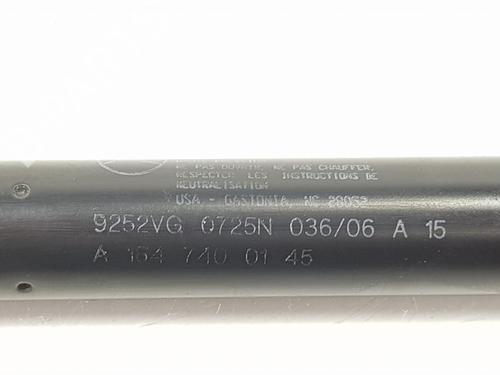 NE PAS OUVRIR, NE PAS CHAUFFER,
RESPECTER LES INSTRUCTIONS DE
NEUTRALISATION
USA - GASTONIA, NC 28052
9252VG 0725N 036/06 A 15
A 164 740 01 45